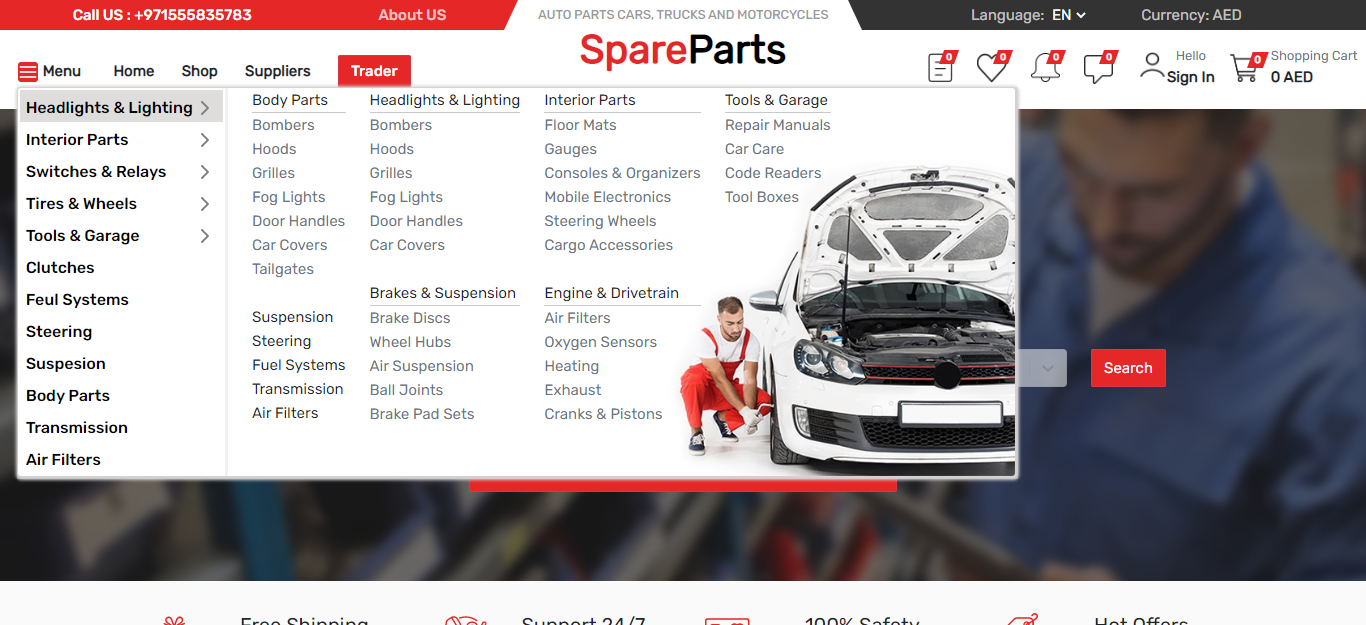 Call US : +971555835783
About US
AUTO PARTS CARS, TRUCKS AND MOTORCYCLES
Language: EN
Currency: AED
SpareParts
Menu
Home
Shop
Suppliers
Trader
0
0
0
0
Hello
Sign In
0
Shopping Cart
0 AED
Headlights & Lighting
Interior Parts
Switches & Relays
Tires & Wheels
Tools & Garage
Clutches
Feul Systems
Steering
Suspesion
Body Parts
Transmission
Air Filters
Body Parts
Bombers
Hoods
Grilles
Fog Lights
Door Handles
Car Covers
Tailgates
Suspension
Steering
Fuel Systems
Transmission
Air Filters
Headlights & Lighting
Bombers
Hoods
Grilles
Fog Lights
Door Handles
Car Covers
Brakes & Suspension
Brake Discs
Wheel Hubs
Air Suspension
Ball Joints
Brake Pad Sets
Interior Parts
Floor Mats
Gauges
Consoles & Organizers
Mobile Electronics
Steering Wheels
Cargo Accessories
Engine & Drivetrain
Air Filters
Oxygen Sensors
Heating
Exhaust
Cranks & Pistons
Tools & Garage
Repair Manuals
Car Care
Code Readers
Tool Boxes
Search
Free Shipping
Support 24/7
100% Safety
Hot Offers